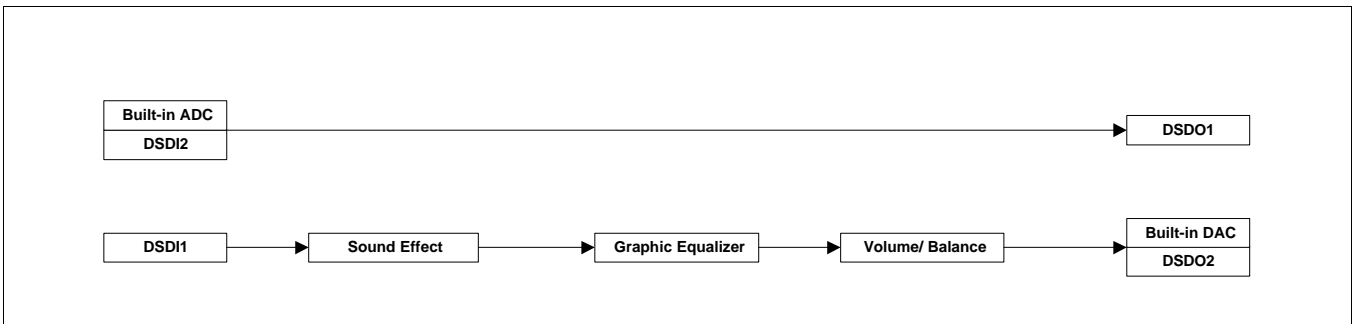 Built-in ADC
DSDI2
DSDO1
DSDI1
Sound Effect
Graphic Equalizer
Volume/ Balance
Built-in DAC
DSDO2